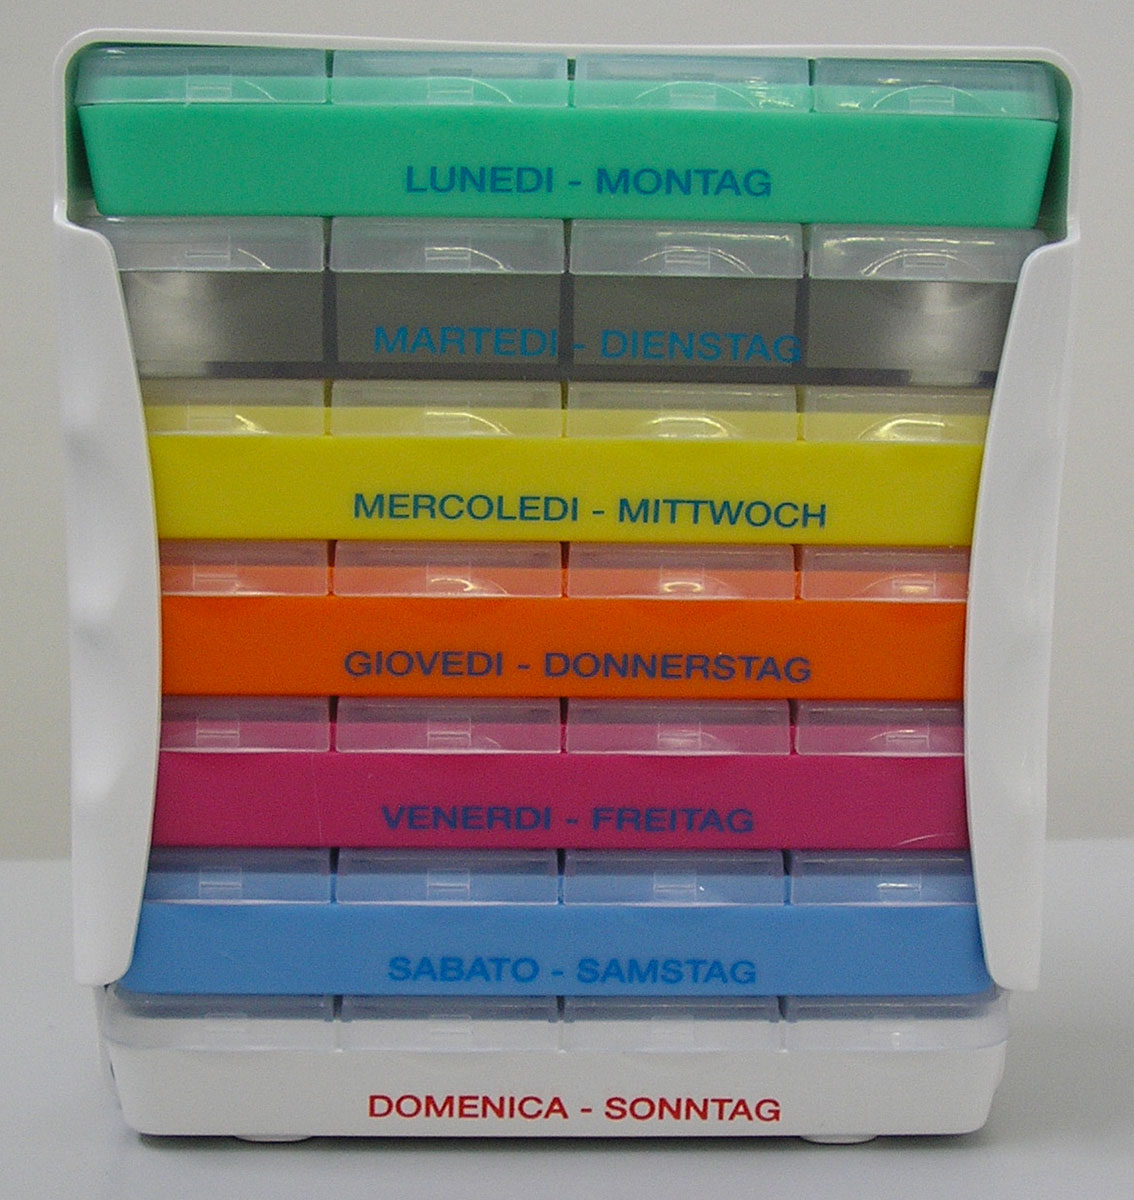 LUNEDI - MONTAG
MARTEDI - DIENSTAG
MERCOLEDI - MITTWOCH
GIOVEDI - DONNERSTAG
VENERDI - FREITAG
SABATO - SAMSTAG
DOMENICA - SONNTAG